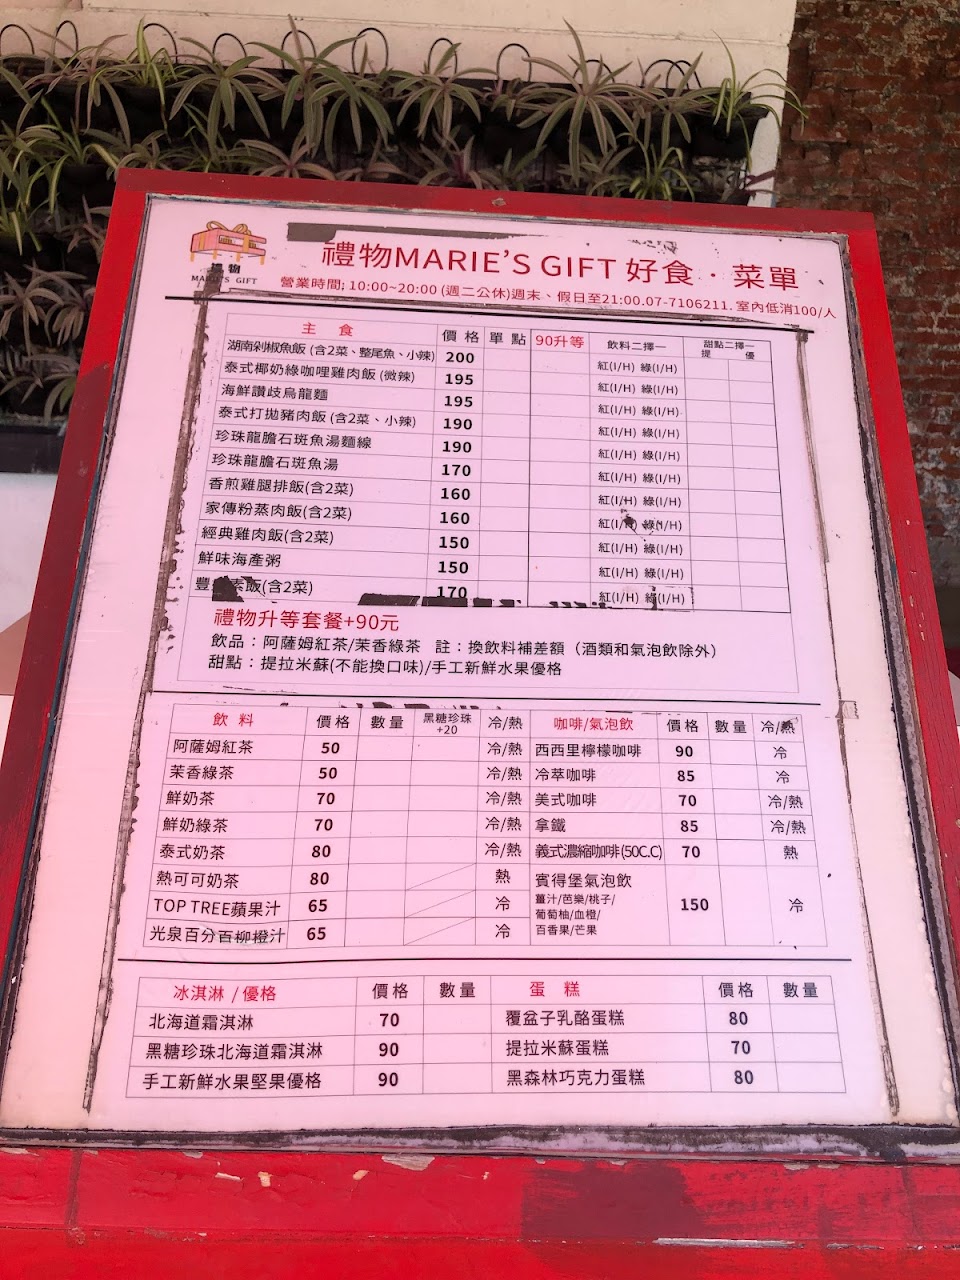 禮物
MARIE'S GIFT
禮物MARIE'S GIFT 好食．菜單
營業時間; 10:00~20:00 (週二公休)週末、假日至21:00.07-7106211. 室內低消100/人
主 食 價 格 單 點 90升等 飲料二擇一 甜點二擇一
提 優
湖南剁椒魚飯 (含2菜、整尾魚、小辣) 200 紅(I/H) 綠(I/H)
泰式椰奶綠咖哩雞肉飯 (微辣) 195 紅(I/H) 綠(I/H)
海鮮讚歧烏龍麵 195 紅(I/H) 綠(I/H)
泰式打拋豬肉飯 (含2菜、小辣) 190 紅(I/H) 綠(I/H)
珍珠龍膽石斑魚湯麵線 190 紅(I/H) 綠(I/H)
珍珠龍膽石斑魚湯 170 紅(I/H) 綠(I/H)
香煎雞腿排飯(含2菜) 160 紅(I/H) 綠(I/H)
家傳粉蒸肉飯(含2菜) 160 紅(I/H) 綠(I/H)
經典雞肉飯(含2菜) 150 紅(I/H) 綠(I/H)
鮮味海產粥 150 紅(I/H) 綠(I/H)
豐 素飯(含2菜) 170 紅(I/H) 綠(I/H)
禮物升等套餐+90元
飲品：阿薩姆紅茶/茉香綠茶 註：換飲料補差額（酒類和氣泡飲除外）
甜點：提拉米蘇(不能換口味)/手工新鮮水果優格
飲 料 價 格 數 量 黑糖珍珠 +20 冷/熱 咖啡/氣泡飲 價 格 數 量 冷/熱
阿薩姆紅茶 50 冷/熱 西西里檸檬咖啡 90 冷
茉香綠茶 50 冷/熱 冷萃咖啡 85 冷
鮮奶茶 70 冷/熱 美式咖啡 70 冷/熱
鮮奶綠茶 70 冷/熱 拿鐵 85 冷/熱
泰式奶茶 80 冷/熱 義式濃縮咖啡(50C.C) 70 熱
熱可可奶茶 80 熱 賓得堡氣泡飲
薑汁/芭樂/桃子/
葡萄柚/血橙/
百香果/芒果 150 冷
TOP TREE蘋果汁 65 冷
光泉百分百柳橙汁 65 冷
冰淇淋 / 優格 價 格 數 量 蛋 糕 價 格 數 量
北海道霜淇淋 70 覆盆子乳酪蛋糕 80
黑糖珍珠北海道霜淇淋 90 提拉米蘇蛋糕 70
手工新鮮水果堅果優格 90 黑森林巧克力蛋糕 80